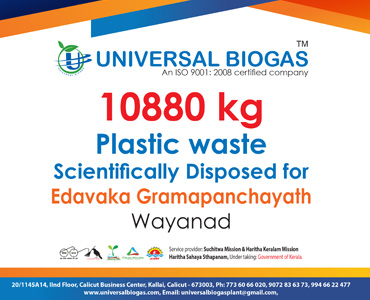 UNIVERSAL BIOGAS TM
An ISO 9001: 2008 certified company
10880 kg
Plastic waste
Scientifically Disposed for
Edavaka Gramapanchayath
Wayanad
Service provider: Suchitwa Mission & Haritha Keralam Mission
Haritha Sahaya Sthapanam, Under taking: Government of Kerala.
20/1145A14, IInd Floor, Calicut Business Center, Kallai, Calicut - 673003, Ph: 773 60 66 020, 9072 83 63 73, 994 66 22 477
www.universalbiogas.com, Email: universalbiogasplant@gmail.com,